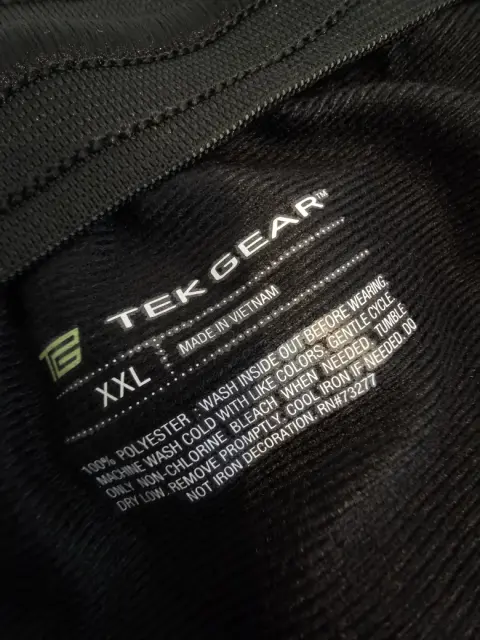 TEK GEAR™
XXL
MADE IN VIETNAM
100% POLYESTER . WASH INSIDE OUT BEFORE WEARING.
MACHINE WASH COLD WITH LIKE COLORS. GENTLE CYCLE.
ONLY NON-CHLORINE. BLEACH WHEN NEEDED. TUMBLE
DRY LOW. REMOVE PROMPTLY. COOL IRON IF NEEDED. DO
NOT IRON DECORATION. RN#73277